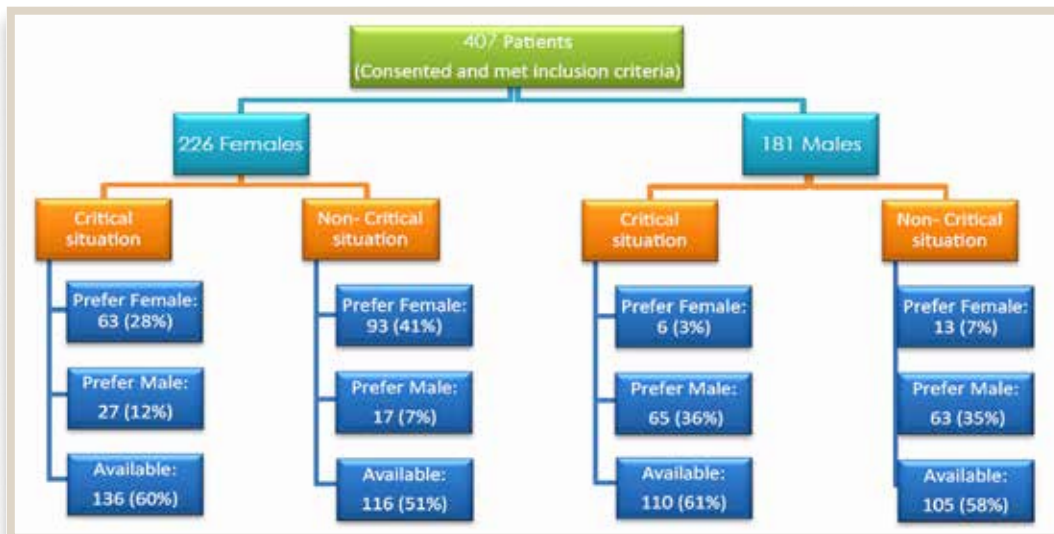 407 Patients
(Consented and met inclusion criteria)
226 Females
181 Males
Critical
situation
Non- Critical
situation
Critical
situation
Non- Critical
situation
Prefer Female:
63 (28%)
Prefer Male:
27 (12%)
Available:
136 (60%)
Prefer Female:
93 (41%)
Prefer Male:
17 (7%)
Available:
116 (51%)
Prefer Female:
6 (3%)
Prefer Male:
65 (36%)
Available:
110 (61%)
Prefer Female:
13 (7%)
Prefer Male:
63 (35%)
Available:
105 (58%)